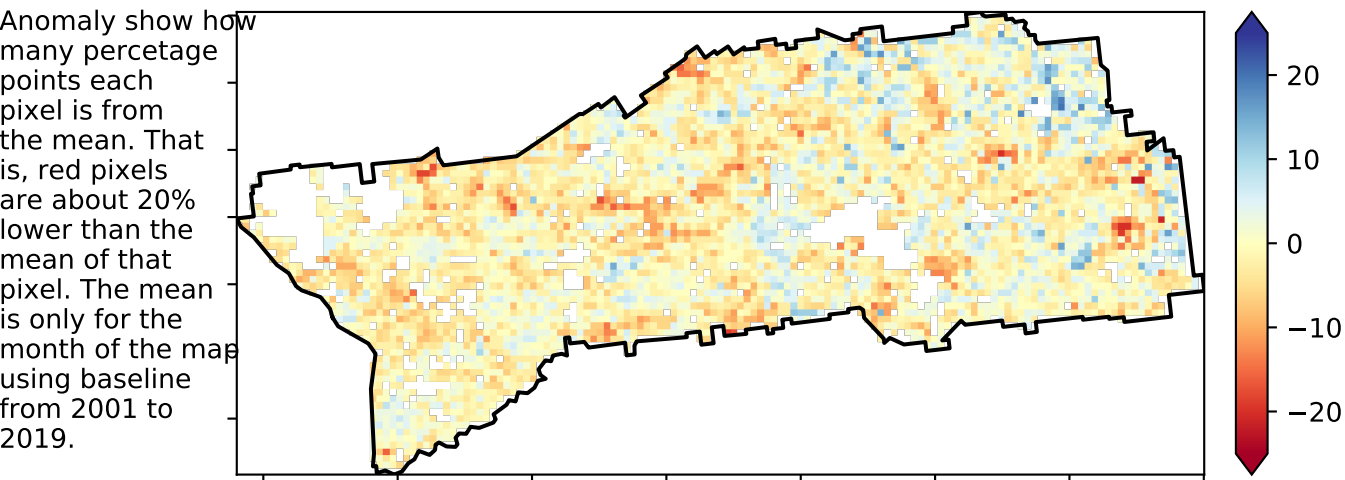 Anomaly show how
many percetage
points each
pixel is from
the mean. That
is, red pixels
are about 20%
lower than the
mean of that
pixel. The mean
is only for the
month of the map
using baseline
from 2001 to
2019.
20
10
0
−10
−20